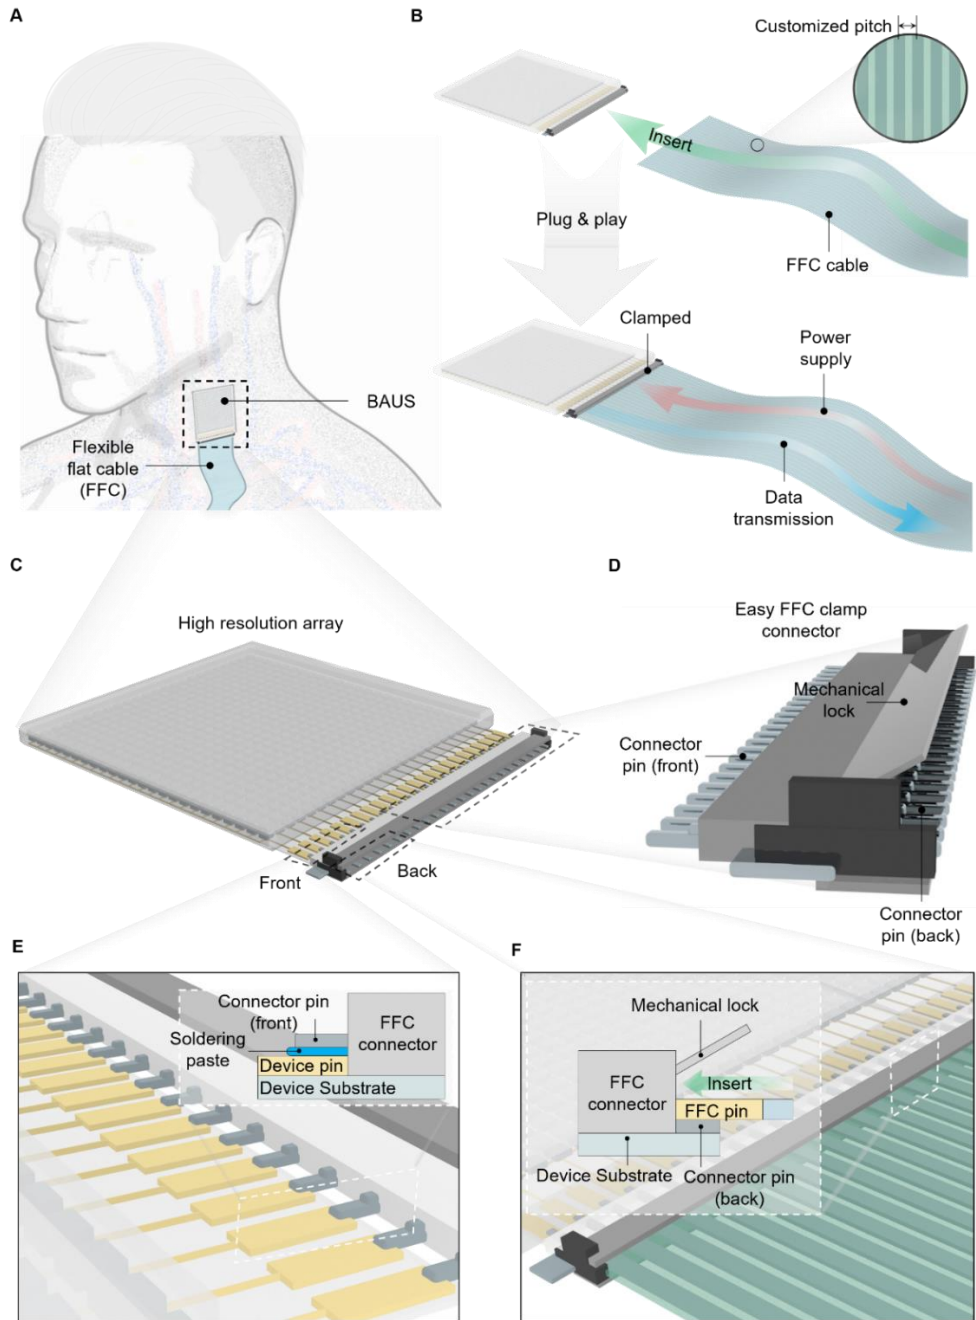 A
BAUS
Flexible
flat cable
(FFC)
B
Customized pitch
Insert
Plug & play
FFC cable
Clamped
Power
supply
Data
transmission
C
High resolution array
Front
Back
D
Easy FFC clamp
connector
Mechanical
lock
Connector
pin (front)
Connector
pin (back)
E
Connector pin
(front)
Soldering
paste
FFC
connector
Device pin
Device Substrate
F
Mechanical lock
FFC
connector
Insert
FFC pin
Device Substrate
Connector pin
(back)